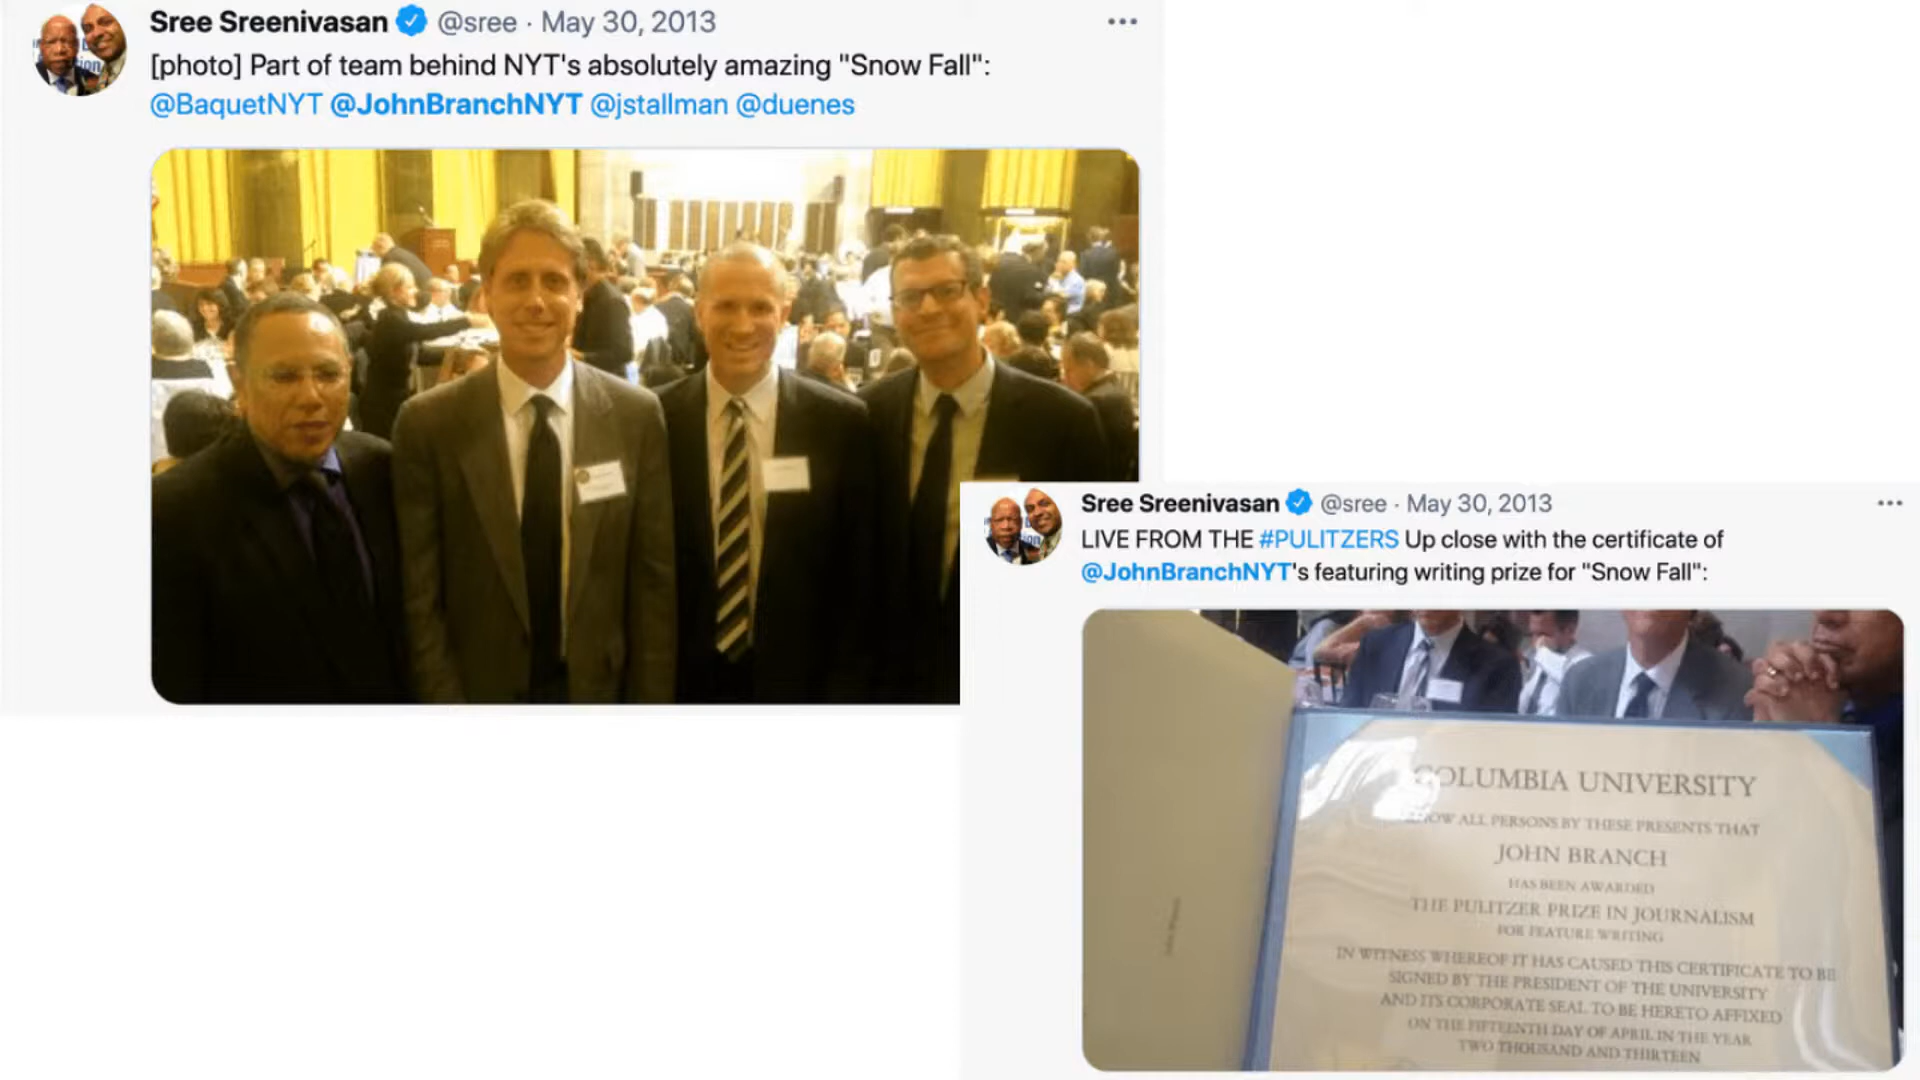 Sree Sreenivasan @sree · May 30, 2013
[photo] Part of team behind NYT's absolutely amazing "Snow Fall":
@BaquetNYT @JohnBranchNYT @jstallman @duenes
Sree Sreenivasan @sree · May 30, 2013
LIVE FROM THE #PULITZERS Up close with the certificate of
@JohnBranchNYT's featuring writing prize for "Snow Fall":
COLUMBIA UNIVERSITY
KNOW ALL PERSONS BY THESE PRESENTS THAT
JOHN BRANCH
HAS BEEN AWARDED
THE PULITZER PRIZE IN JOURNALISM
FOR FEATURE WRITING
IN WITNESS WHEREOF IT HAS CAUSED THIS CERTIFICATE TO BE
SIGNED BY THE PRESIDENT OF THE UNIVERSITY
AND ITS CORPORATE SEAL TO BE HERETO AFFIXED
ON THE FIFTEENTH DAY OF APRIL IN THE YEAR
TWO THOUSAND AND THIRTEEN